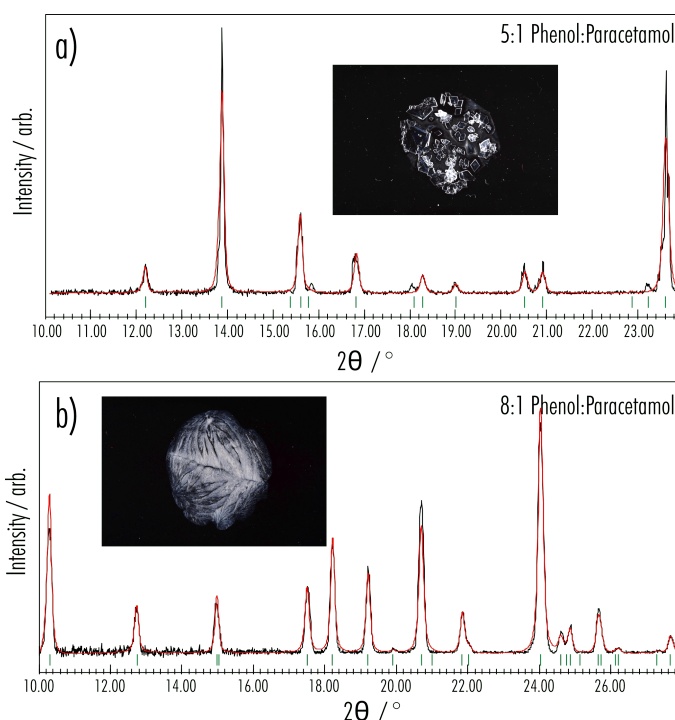 a)
5:1 Phenol:Paracetamol
Intensity / arb.
10.00 11.00 12.00 13.00 14.00 15.00 16.00 17.00 18.00 19.00 20.00 21.00 22.00 23.00
2θ / °
b)
8:1 Phenol:Paracetamol
Intensity / arb.
10.00 12.00 14.00 16.00 18.00 20.00 22.00 24.00 26.00
2θ / °